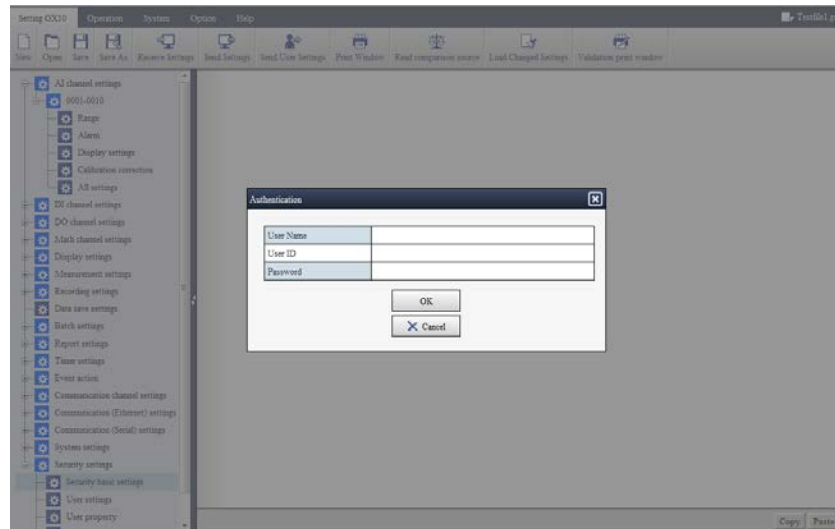 Setting GX10 Operation System Option Help Testfile1.p
New Open Save Save As Receive Settings Send Settings Send User Settings Print Window Read comparison source Load Changed Settings Validation print window
AI channel settings
0001-0010
Range
Alarm
Display settings
Calibration correction
All settings
DI channel settings
DO channel settings
Math channel settings
Display settings
Measurement settings
Recording settings
Data save settings
Batch settings
Report settings
Timer settings
Event action
Communication channel settings
Communication (Ethernet) settings
Communication (Serial) settings
System settings
Security settings
Security basic settings
User settings
User property
Authentication
User Name
User ID
Password
OK
Cancel
Copy Paste